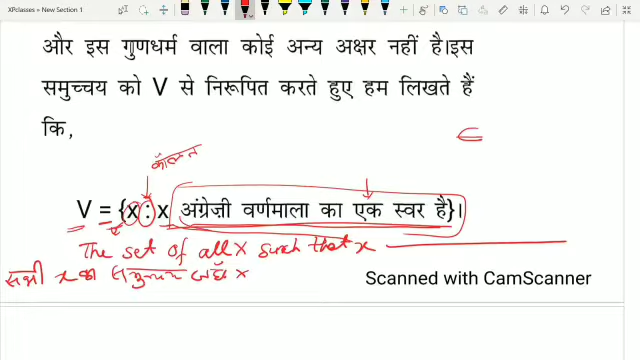 XPclasses » New Section 1
और इस गुणधर्म वाला कोई अन्य अक्षर नहीं है। इस
समुच्चय को V से निरूपित करते हुए हम लिखते हैं
कि,
∈
कॉलन
V = {x : x अंग्रेज़ी वर्णमाला का एक स्वर है}।
The set of all x such that x
सभी x का समुच्चय जहाँ x
Scanned with CamScanner